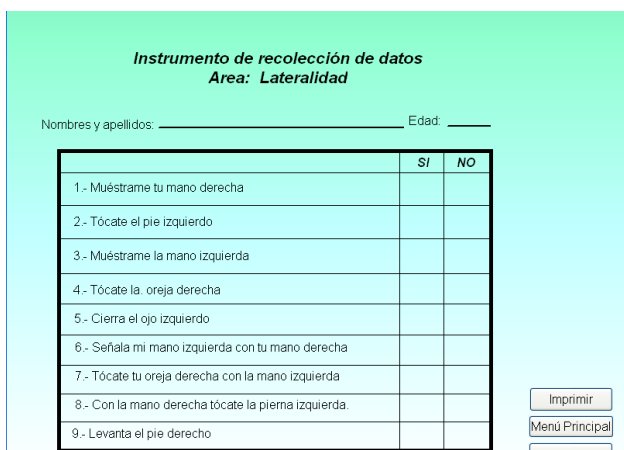 Instrumento de recolección de datos
Area: Lateralidad
Nombres y apellidos: Edad:
SI NO
1.- Muéstrame tu mano derecha
2.- Tócate el pie izquierdo
3.- Muéstrame la mano izquierda
4.- Tócate la. oreja derecha
5.- Cierra el ojo izquierdo
6.- Señala mi mano izquierda con tu mano derecha
7.- Tócate tu oreja derecha con la mano izquierda
8.- Con la mano derecha tócate la pierna izquierda.
9.- Levanta el pie derecho
Imprimir
Menú Principal